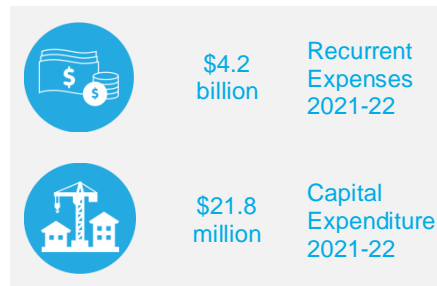 $4.2
billion
Recurrent
Expenses
2021-22
$21.8
million
Capital
Expenditure
2021-22